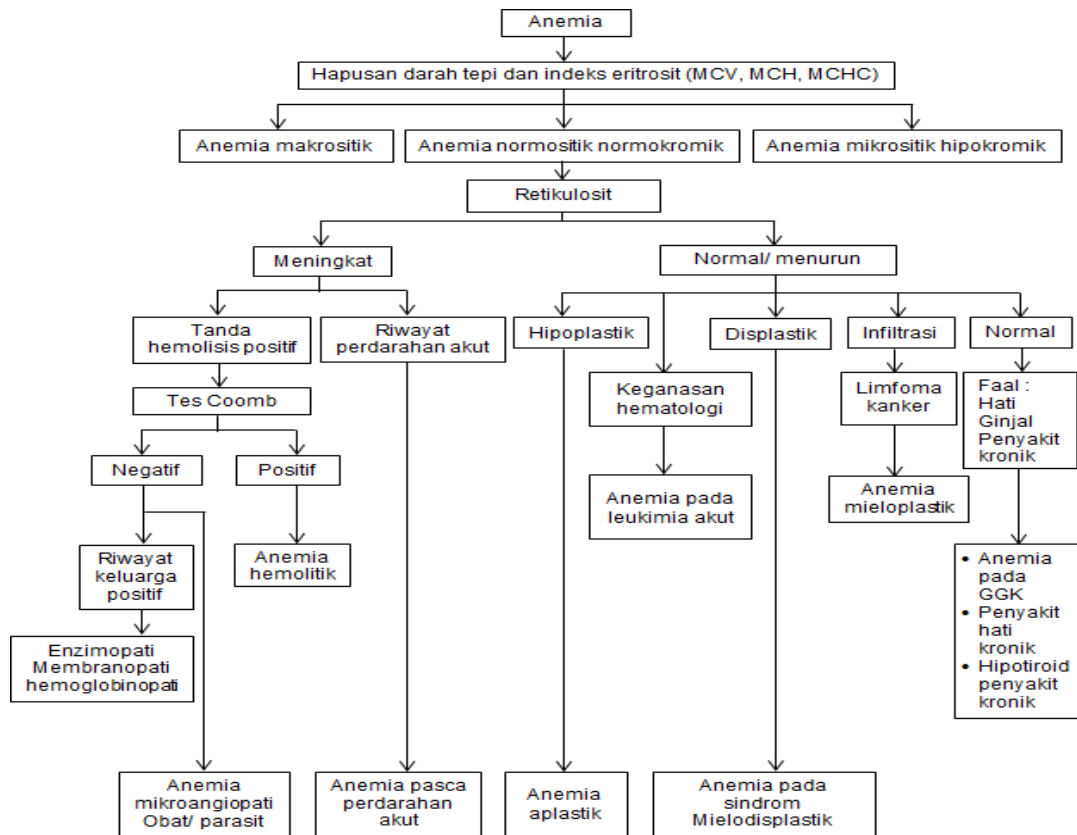 Anemia
Hapusan darah tepi dan indeks eritrosit (MCV, MCH, MCHC)
Anemia makrositik
Anemia normositik normokromik
Anemia mikrositik hipokromik
Retikulosit
Meningkat
Normal/ menurun
Tanda
hemolisis positif
Riwayat
perdarahan akut
Hipoplastik
Displastik
Infiltrasi
Normal
Tes Coomb
Keganasan
hematologi
Limfoma
kanker
Faal :
Hati
Ginjal
Penyakit
kronik
Negatif
Positif
Anemia pada
leukimia akut
Anemia
mieloplastik
Riwayat
keluarga
positif
Anemia
hemolitik
• Anemia
pada
GGK
• Penyakit
hati
kronik
• Hipotiroid
penyakit
kronik
Enzimopati
Membranopati
hemoglobinopati
Anemia
mikroangiopati
Obat/ parasit
Anemia pasca
perdarahan
akut
Anemia
aplastik
Anemia pada
sindrom
Mielodisplastik